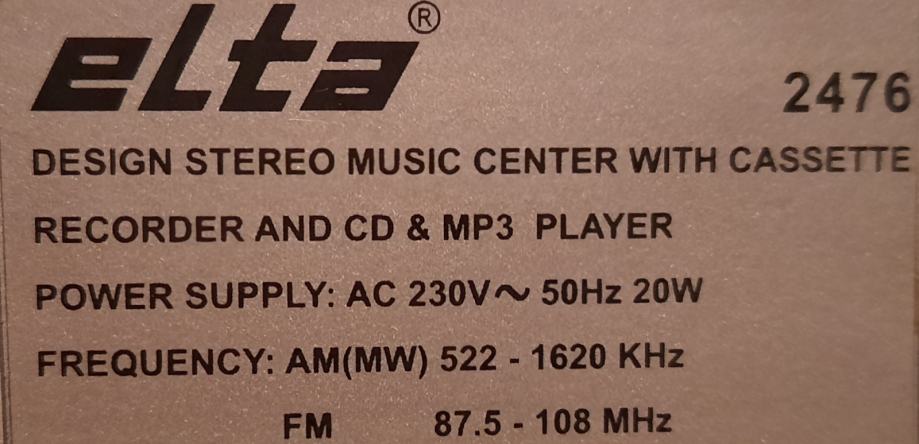 elta®
2476
DESIGN STEREO MUSIC CENTER WITH CASSETTE
RECORDER AND CD & MP3 PLAYER
POWER SUPPLY: AC 230V～ 50Hz 20W
FREQUENCY: AM(MW) 522 - 1620 KHz
FM 87.5 - 108 MHz